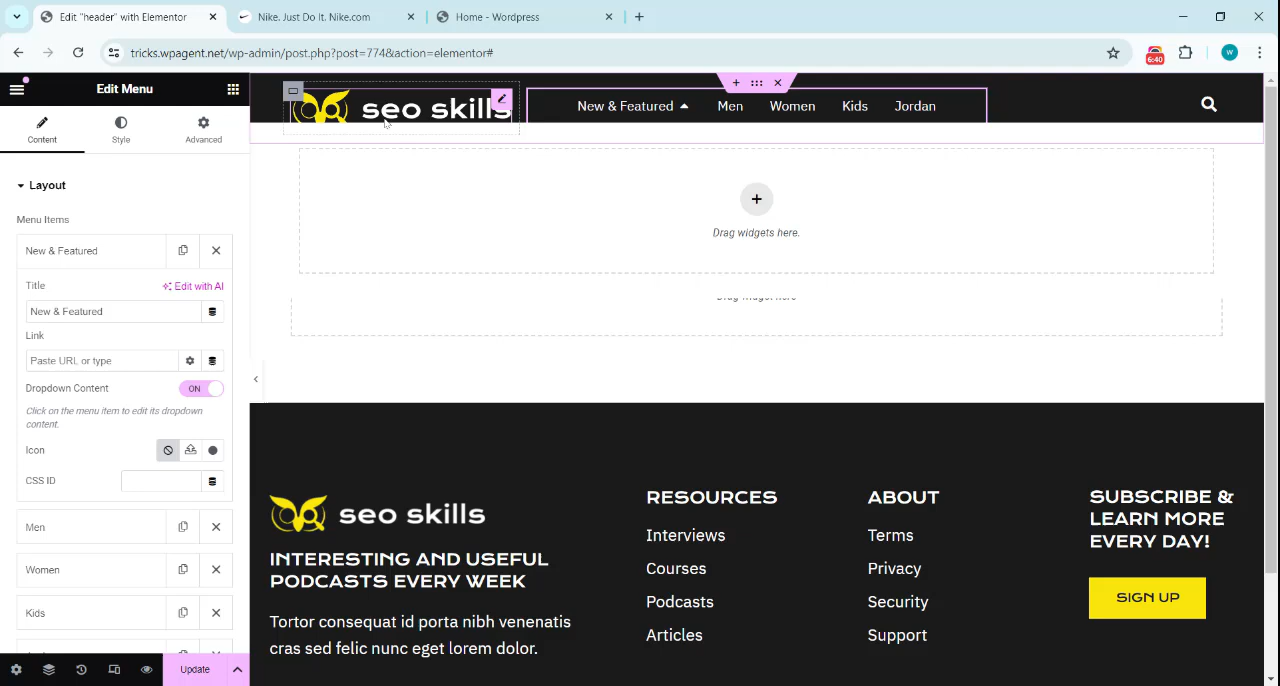 Edit "header" with Elementor
Nike. Just Do It. Nike.com
Home - Wordpress
tricks.wpagent.net/wp-admin/post.php?post=774&action=elementor#
6:40
W
Edit Menu
Content
Style
Advanced
Layout
Menu Items
New & Featured
Title
Edit with AI
New & Featured
Link
Paste URL or type
Dropdown Content
ON
Click on the menu item to edit its dropdown
content.
Icon
CSS ID
Men
Women
Kids
Update
seo skills
New & Featured
Men
Women
Kids
Jordan
Drag widgets here.
Drag widget here
seo skills
INTERESTING AND USEFUL
PODCASTS EVERY WEEK
Tortor consequat id porta nibh venenatis
cras sed felic nunc eget lorem dolor.
RESOURCES
Interviews
Courses
Podcasts
Articles
ABOUT
Terms
Privacy
Security
Support
SUBSCRIBE &
LEARN MORE
EVERY DAY!
SIGN UP